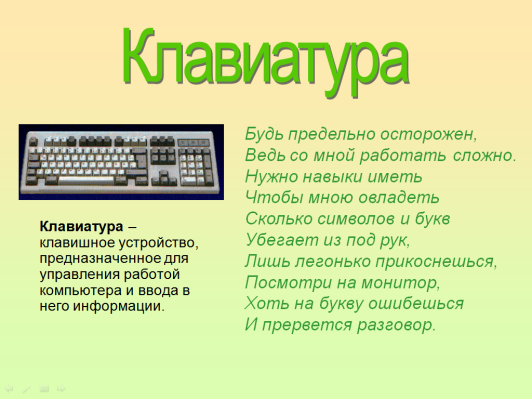 Клавиатура
Клавиатура –
клавишное устройство,
предназначенное для
управления работой
компьютера и ввода в
него информации.
Будь предельно осторожен,
Ведь со мной работать сложно.
Нужно навыки иметь
Чтобы мною овладеть
Сколько символов и букв
Убегает из под рук,
Лишь легонько прикоснешься,
Посмотри на монитор,
Хоть на букву ошибешься
И прервется разговор.